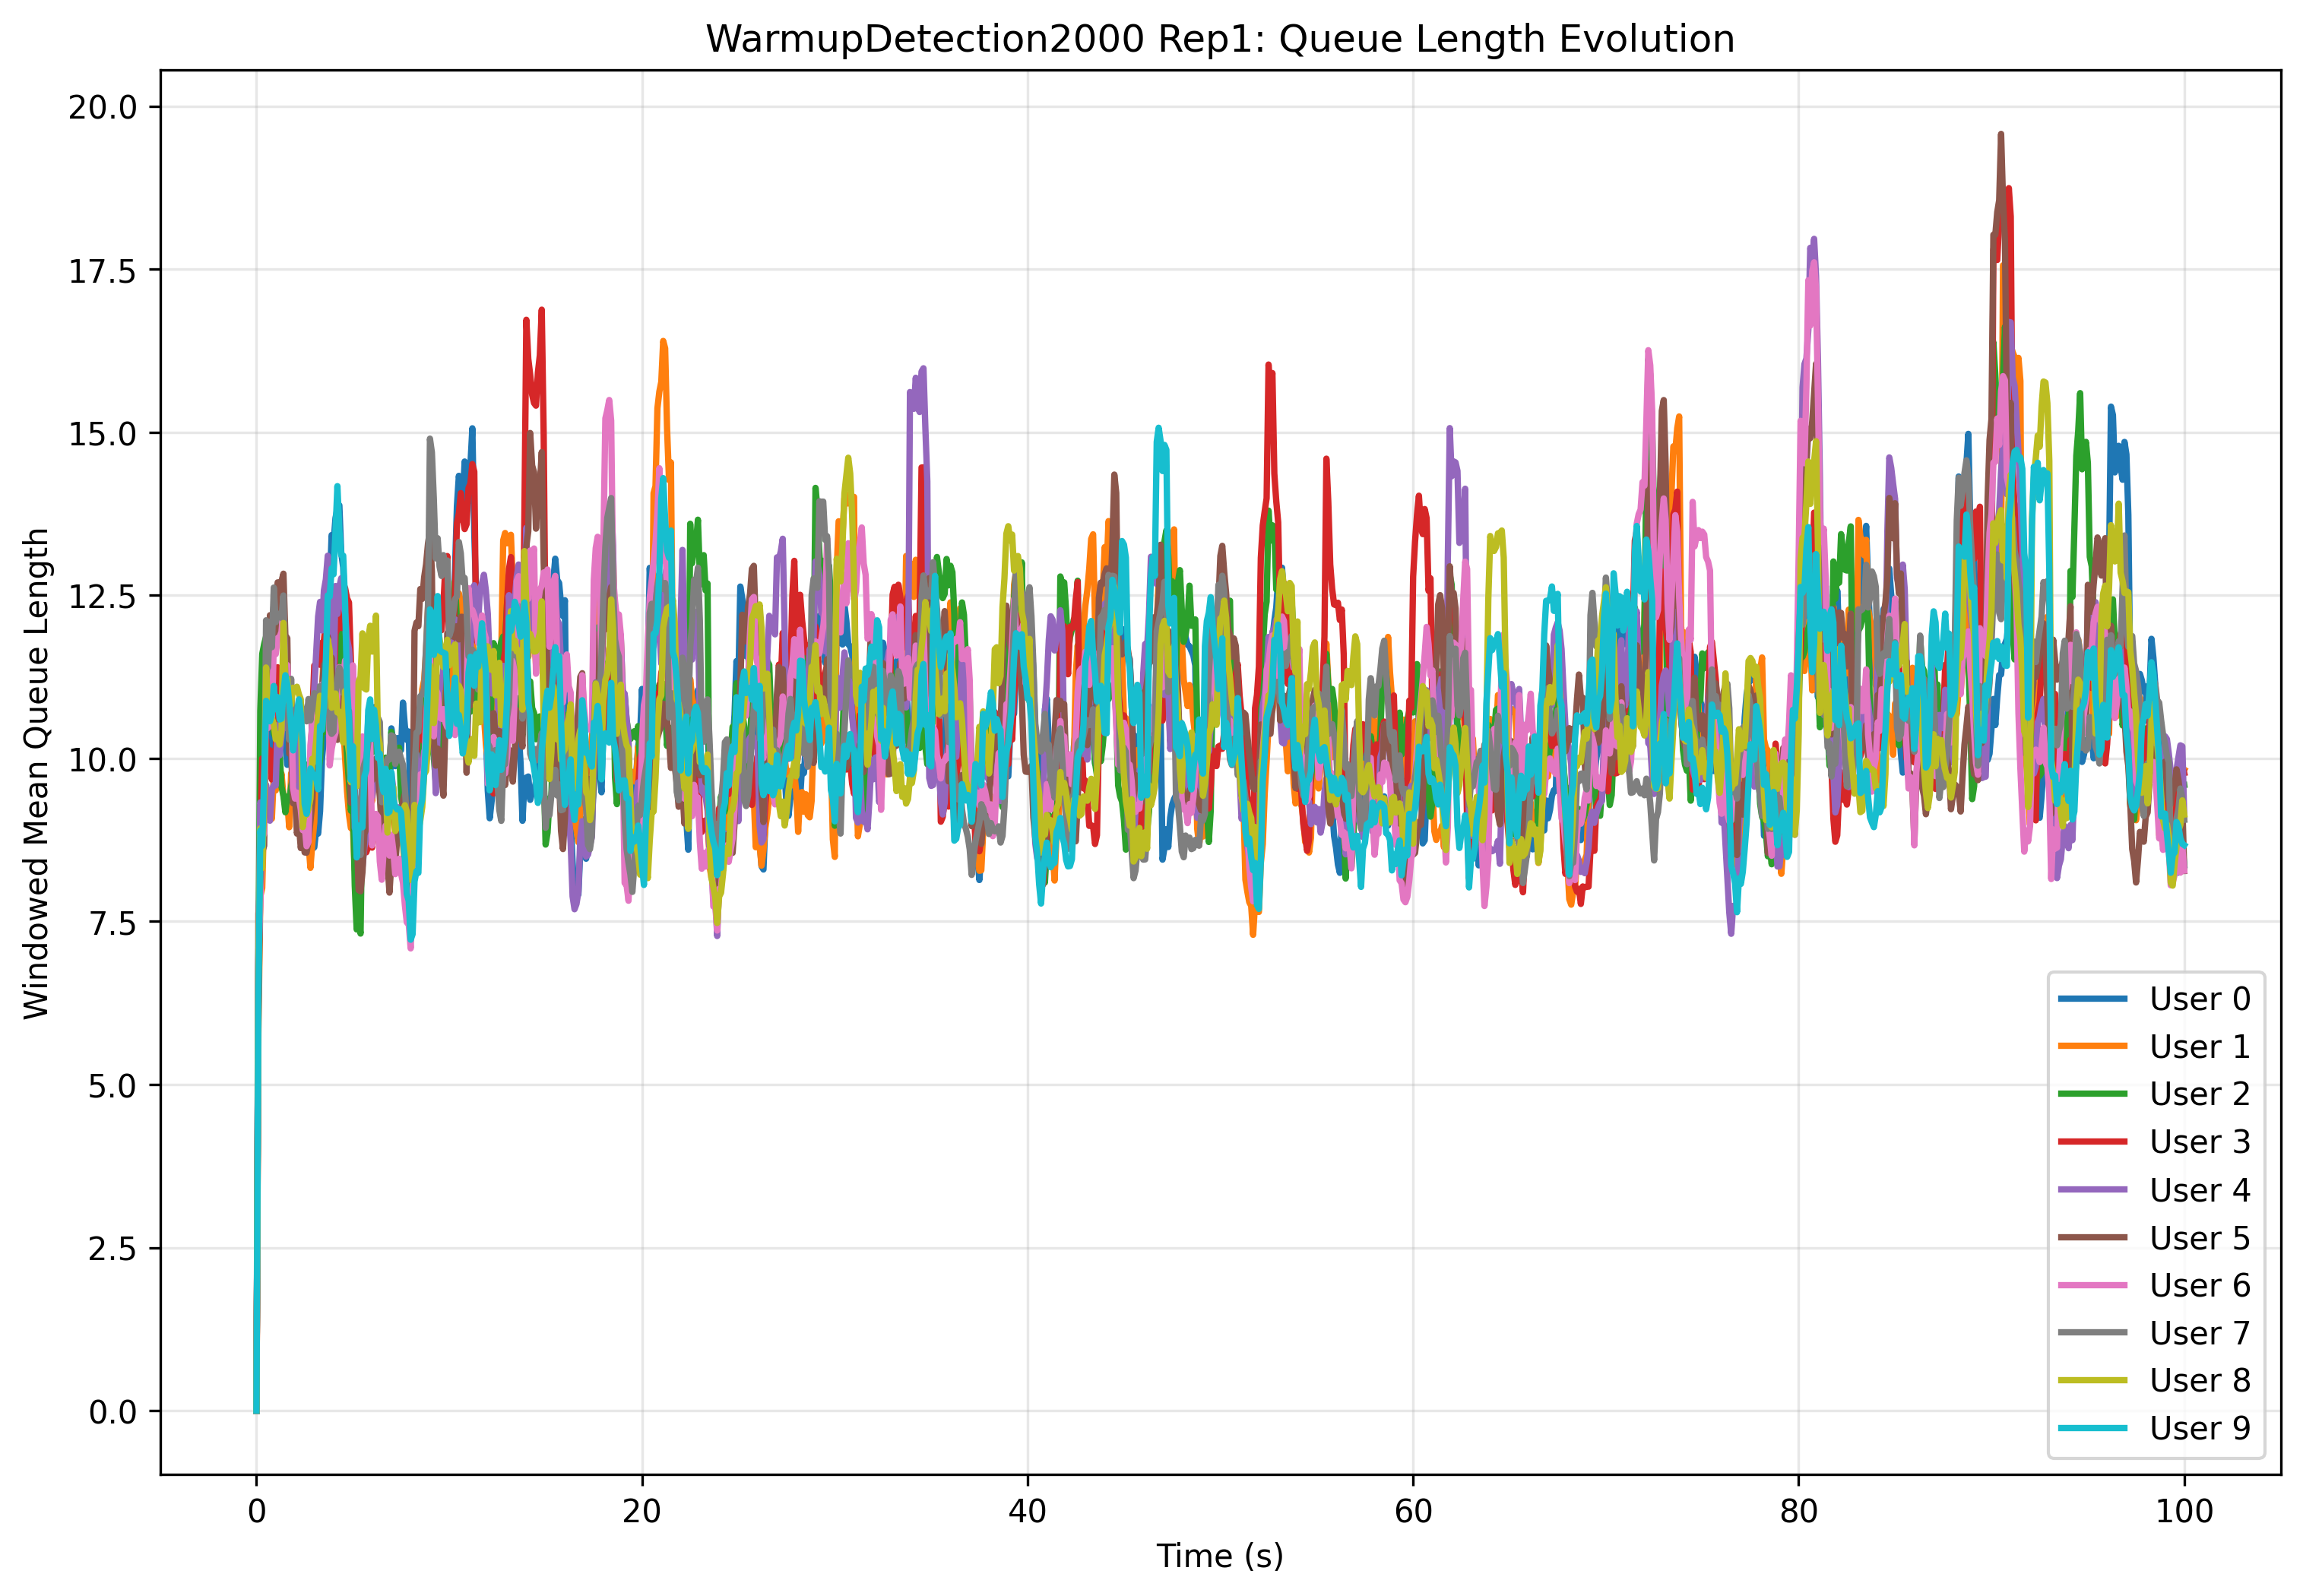 WarmupDetection2000 Rep1: Queue Length Evolution
20.0
17.5
15.0
12.5
10.0
7.5
5.0
2.5
0.0
Windowed Mean Queue Length
0
20
40
60
80
100
Time (s)
User 0
User 1
User 2
User 3
User 4
User 5
User 6
User 7
User 8
User 9